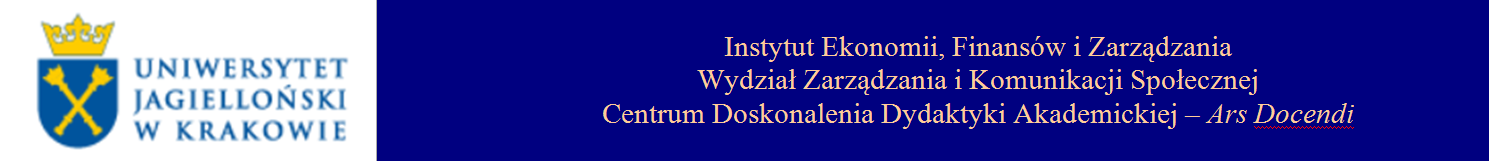 UNIWERSYTET
JAGIELLOŃSKI
W KRAKOWIE
Instytut Ekonomii, Finansów i Zarządzania
Wydział Zarządzania i Komunikacji Społecznej
Centrum Doskonalenia Dydaktyki Akademickiej – Ars Docendi